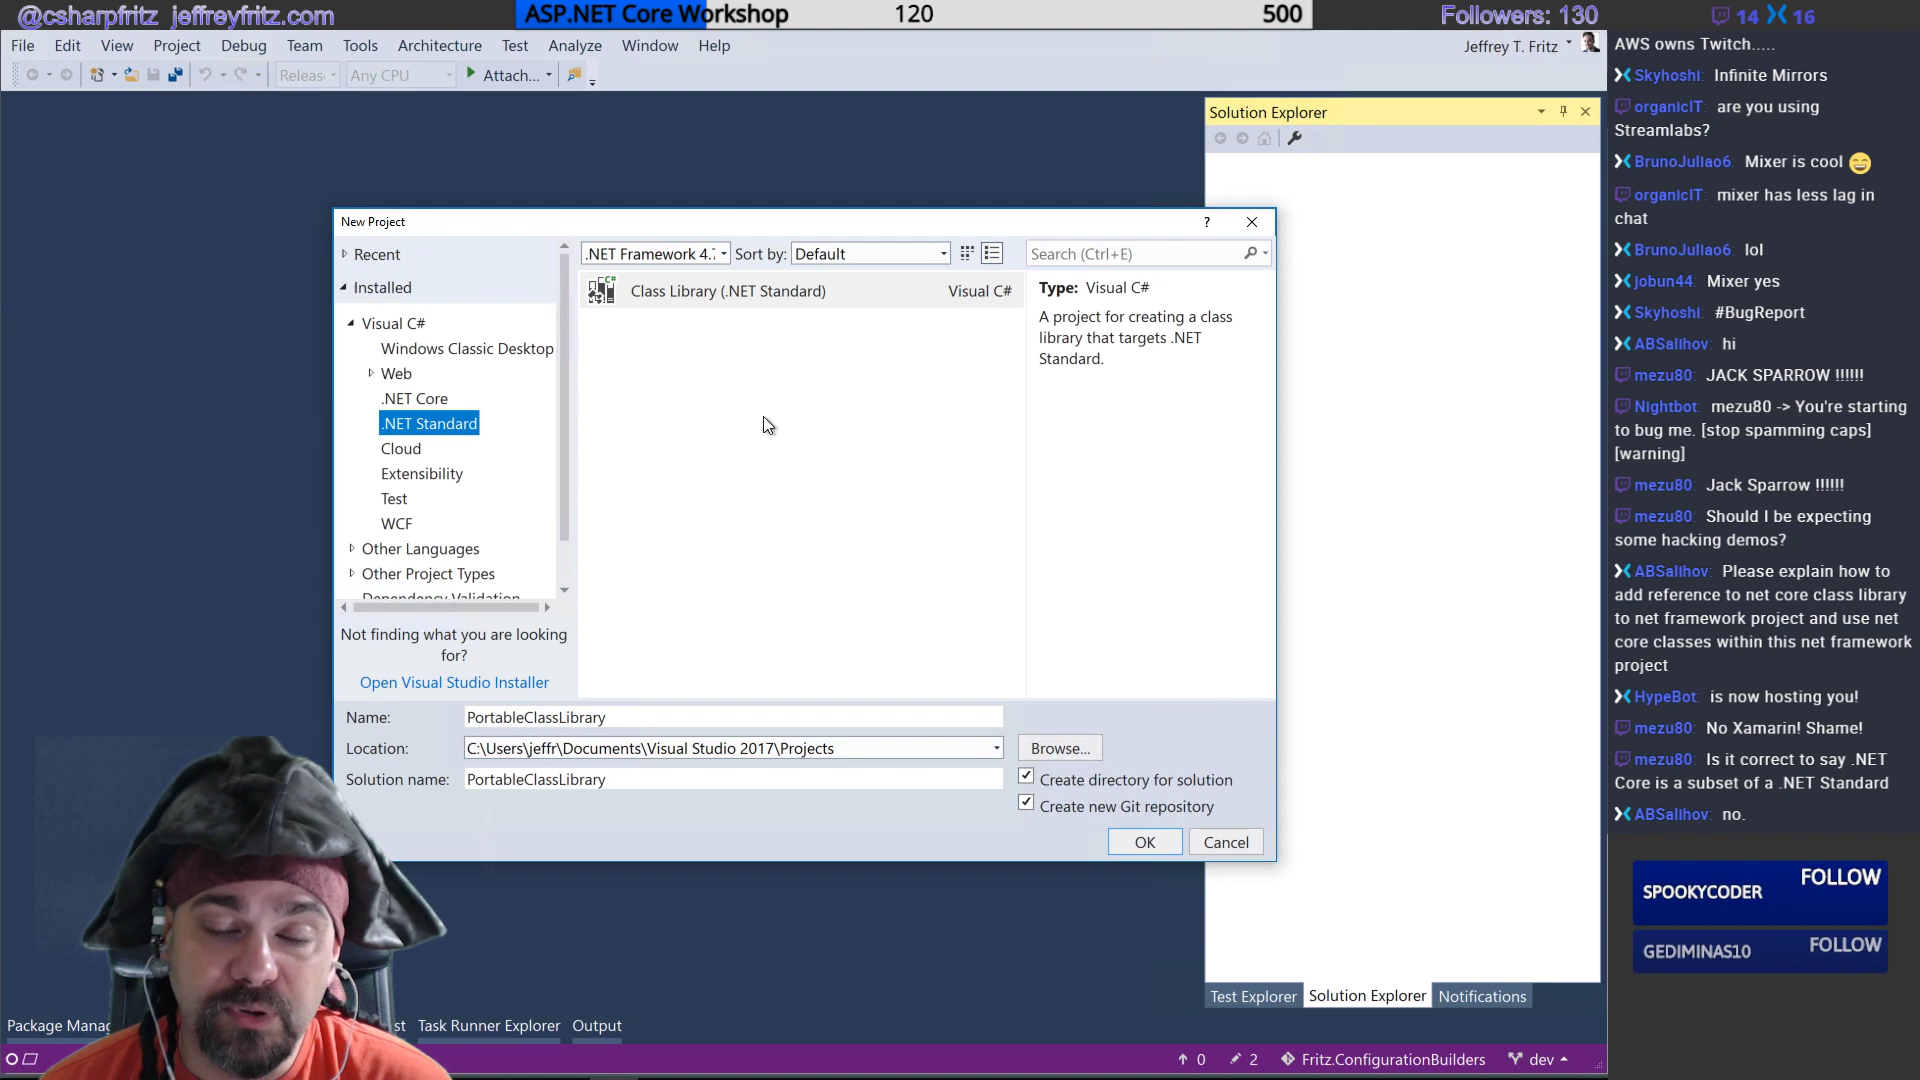 @csharpfritz jeffreyfritz.com
ASP.NET Core Workshop 120 500
Followers: 130
14 16
File Edit View Project Debug Team Tools Architecture Test Analyze Window Help
Jeffrey T. Fritz
Releas Any CPU Attach...
Solution Explorer
New Project
?
Recent
Installed
Visual C#
Windows Classic Desktop
Web
.NET Core
.NET Standard
Cloud
Extensibility
Test
WCF
Other Languages
Other Project Types
Dependency Validation
Not finding what you are looking
for?
Open Visual Studio Installer
.NET Framework 4.7 Sort by: Default
Search (Ctrl+E)
C#
Class Library (.NET Standard) Visual C#
Type: Visual C#
A project for creating a class
library that targets .NET
Standard.
Name: PortableClassLibrary
Location: C:\Users\jeffr\Documents\Visual Studio 2017\Projects
Browse...
Solution name: PortableClassLibrary
Create directory for solution
Create new Git repository
OK Cancel
Test Explorer Solution Explorer Notifications
Package Manag st Task Runner Explorer Output
0 2 Fritz.ConfigurationBuilders dev
AWS owns Twitch.....
Skyhoshi: Infinite Mirrors
organicIT: are you using
Streamlabs?
BrunoJuliao6: Mixer is cool
organicIT: mixer has less lag in
chat
BrunoJuliao6: lol
jobun44: Mixer yes
Skyhoshi: #BugReport
ABSalihov: hi
mezu80: JACK SPARROW !!!!!!
Nightbot: mezu80 -> You're starting
to bug me. [stop spamming caps]
[warning]
mezu80: Jack Sparrow !!!!!!
mezu80: Should I be expecting
some hacking demos?
ABSalihov: Please explain how to
add reference to net core class library
to net framework project and use net
core classes within this net framework
project
HypeBot: is now hosting you!
mezu80: No Xamarin! Shame!
mezu80: Is it correct to say .NET
Core is a subset of a .NET Standard
ABSalihov: no.
SPOOKYCODER FOLLOW
GEDIMINAS10 FOLLOW